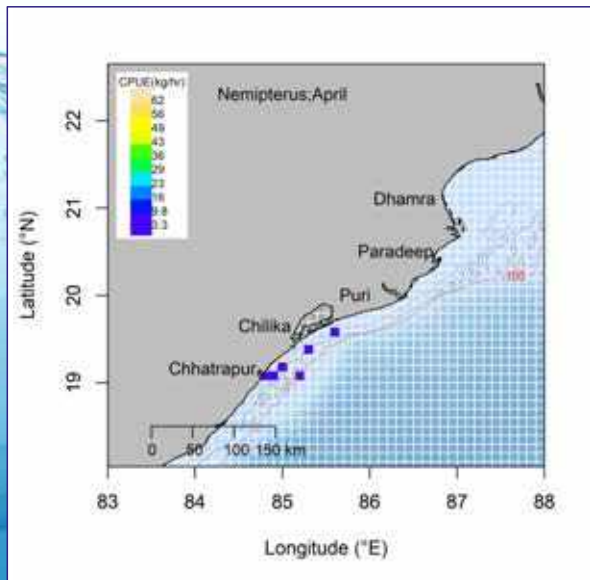 CPUE(kg/hr)
62
56
49
43
36
29
23
16
9.8
3.3
Nemipterus,April
Dhamra
Paradeep
100
Puri
Chilika
Chhatrapur
0 50 100 150 km
22
21
20
19
Latitude (°N)
83 84 85 86 87 88
Longitude (°E)